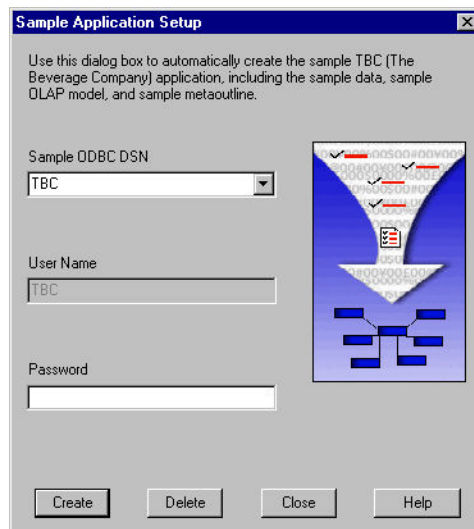 Sample Application Setup
Use this dialog box to automatically create the sample TBC (The
Beverage Company) application, including the sample data, sample
OLAP model, and sample metaoutline.
Sample ODBC DSN
TBC
User Name
TBC
Password
Create
Delete
Close
Help